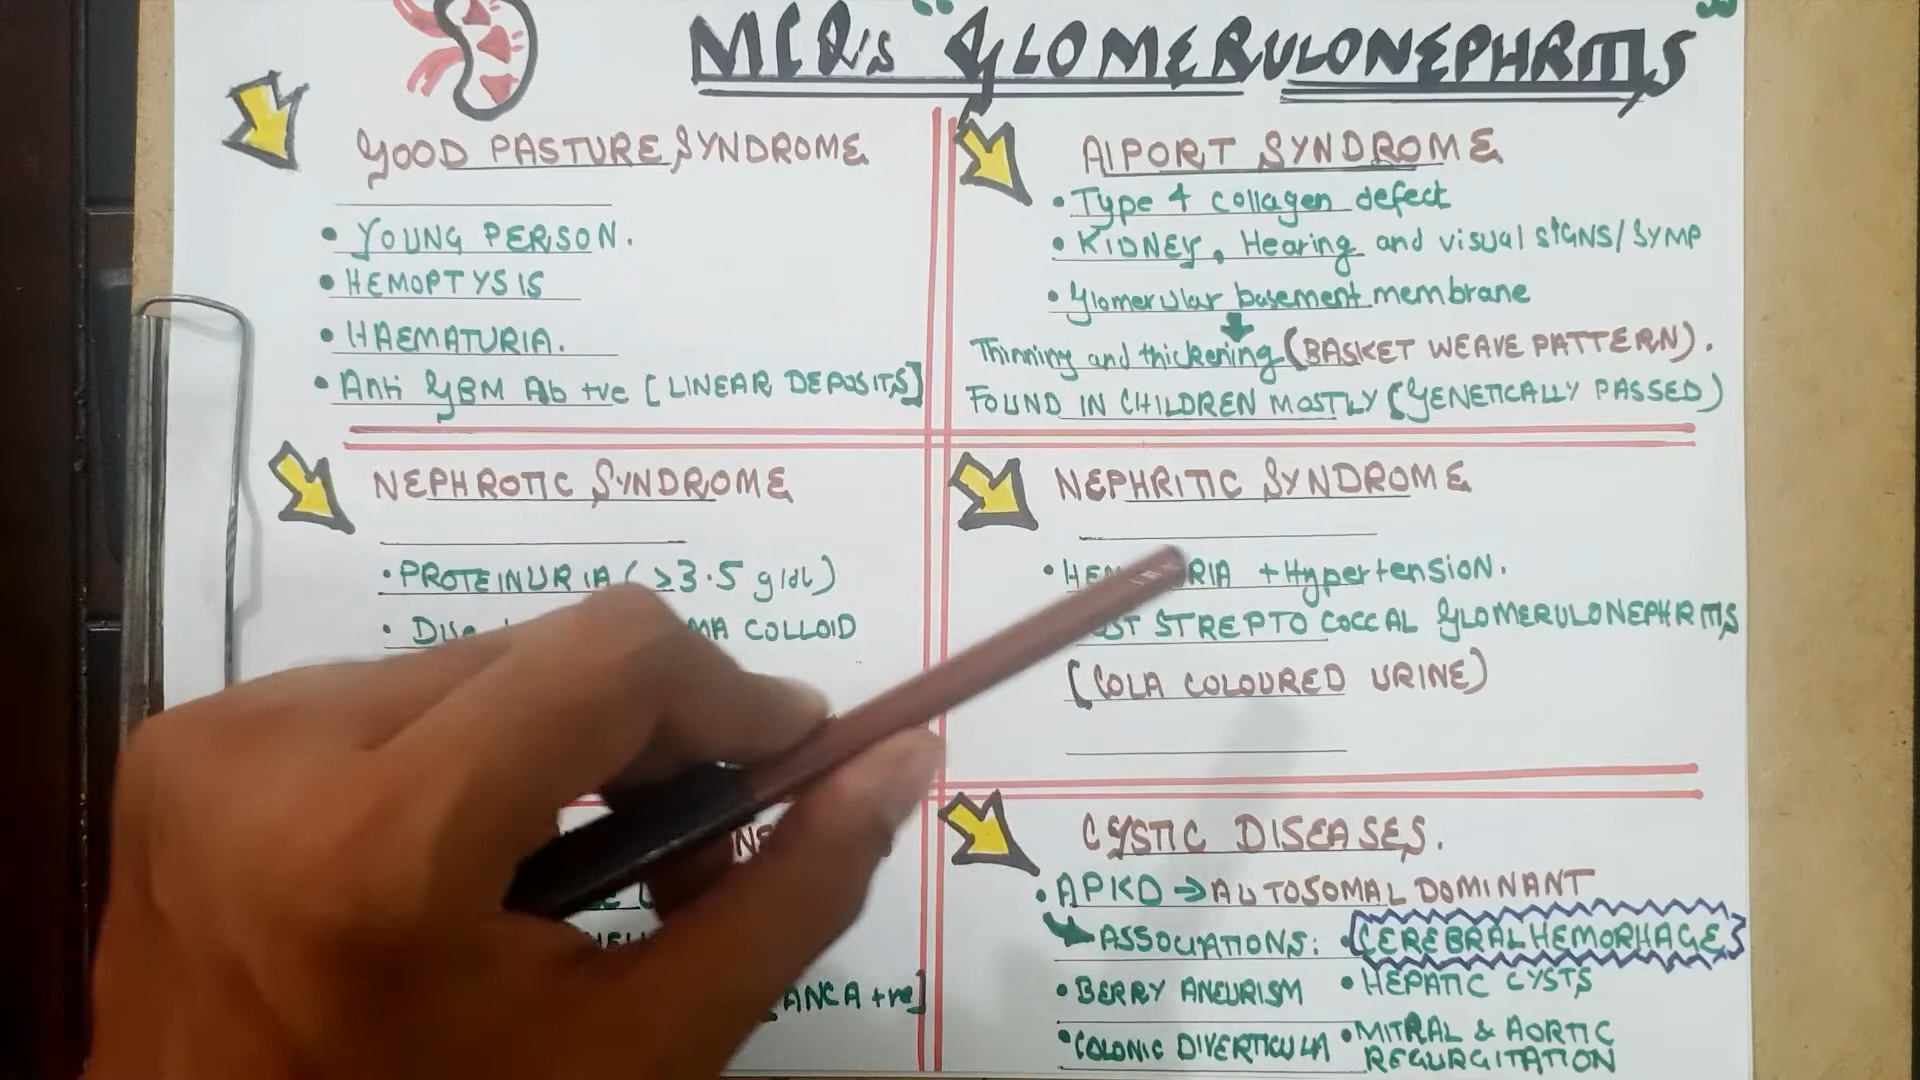 MCQ's "GLOMERULONEPHRITIS"
GOOD PASTURE SYNDROME
• YOUNG PERSON.
• HEMOPTYSIS
• HAEMATURIA.
• Anti GBM Ab +ve [LINEAR DEPOSITS]
AlPORT SYNDROME
• Type 4 collagen defect
• KIDNEY, Hearing and visual sIGNS/SYMP
• Glomerular basement membrane
Thinning and thickening (BASKET WEAVE PATTERN).
FOUND IN CHILDREN MOSTLY (GENETICALLY PASSED)
NEPHROTIC SYNDROME
• PROTEINURIA (≥3.5 g/dL)
• COLLOID
NEPHRITIC SYNDROME
• +Hypertension.
STREPTO COCCAL GLOMERULONEPHRITIS
(COLA COLOURED URINE)
ANCA +ve]
CYSTIC DISEASES.
• APKD → AUTOSOMAL DOMINANT
ASSOCIATIONS: • CEREBRAL HEMORHAGE
• BERRY ANEURISM • HEPATIC CYSTS
• COLONIC DIVERTICULA • MITRAL & AORTIC
REGURGITATION